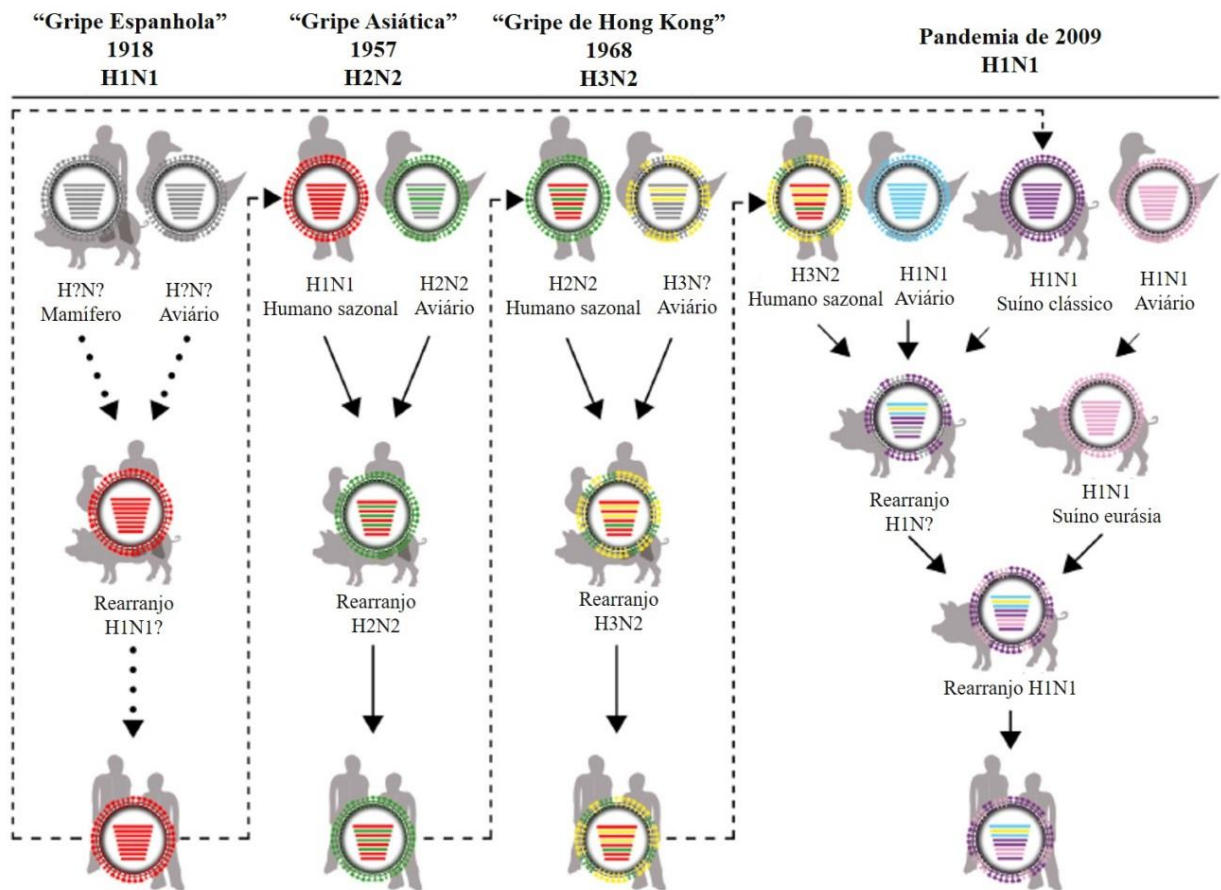 “Gripe Espanhola”
1918
H1N1
“Gripe Asiática”
1957
H2N2
“Gripe de Hong Kong”
1968
H3N2
Pandemia de 2009
H1N1
H?N?
Mamífero
H?N?
Aviário
H1N1
Humano sazonal
H2N2
Aviário
H2N2
Humano sazonal
H3N?
Aviário
H3N2
Humano sazonal
H1N1
Aviário
H1N1
Suíno clássico
H1N1
Aviário
Rearranjo
H1N1?
Rearranjo
H2N2
Rearranjo
H3N2
Rearranjo
H1N?
H1N1
Suíno eurásia
Rearranjo H1N1